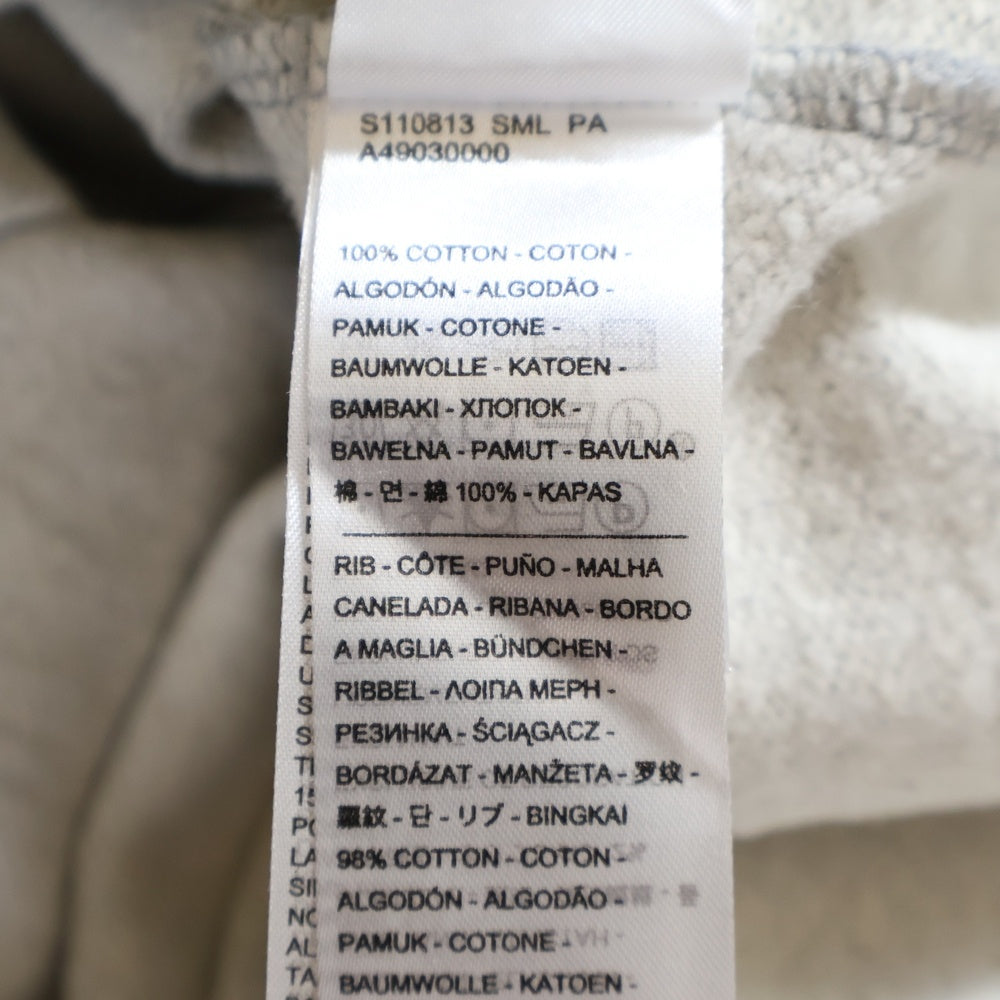 S110813 SML PA
A49030000
100% COTTON - COTON -
ALGODÓN - ALGODÃO -
PAMUK - COTONE -
BAUMWOLLE - KATOEN -
BAMBAKI - ХЛОПОК -
BAWEŁNA - PAMUT - BAVLNA -
棉 - 면 - 綿 100% - KAPAS
RIB - CÔTE - PUÑO - MALHA
CANELADA - RIBANA - BORDO
A MAGLIA - BÜNDCHEN -
RIBBEL - ΛΟΙΠΑ ΜΕΡΗ -
РЕЗИНКА - ŚCIĄGACZ -
BORDÁZAT - MANŽETA - 罗纹 -
羅紋 - 단 - リブ - BINGKAI
98% COTTON - COTON -
ALGODÓN - ALGODÃO -
PAMUK - COTONE -
BAUMWOLLE - KATOEN -